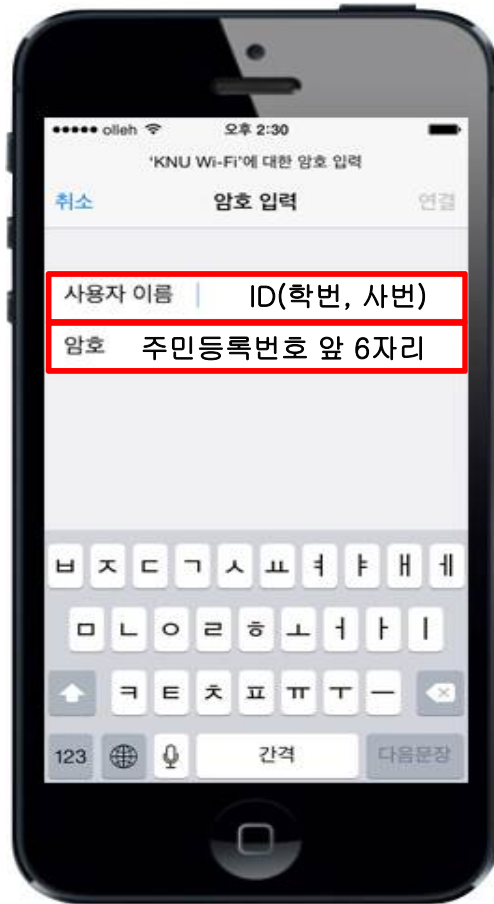 olleh 오후 2:30
'KNU Wi-Fi'에 대한 암호 입력
취소 암호 입력 연결
사용자 이름 ID(학번, 사번)
암호 주민등록번호 앞 6자리
ㅂ ㅈ ㄷ ㄱ ㅅ ㅛ ㅕ ㅑ ㅐ ㅔ
ㅁ ㄴ ㅇ ㄹ ㅎ ㅗ ㅓ ㅏ ㅣ
ㅋ ㅌ ㅊ ㅍ ㅠ ㅜ ㅡ
123 간격 다음문장